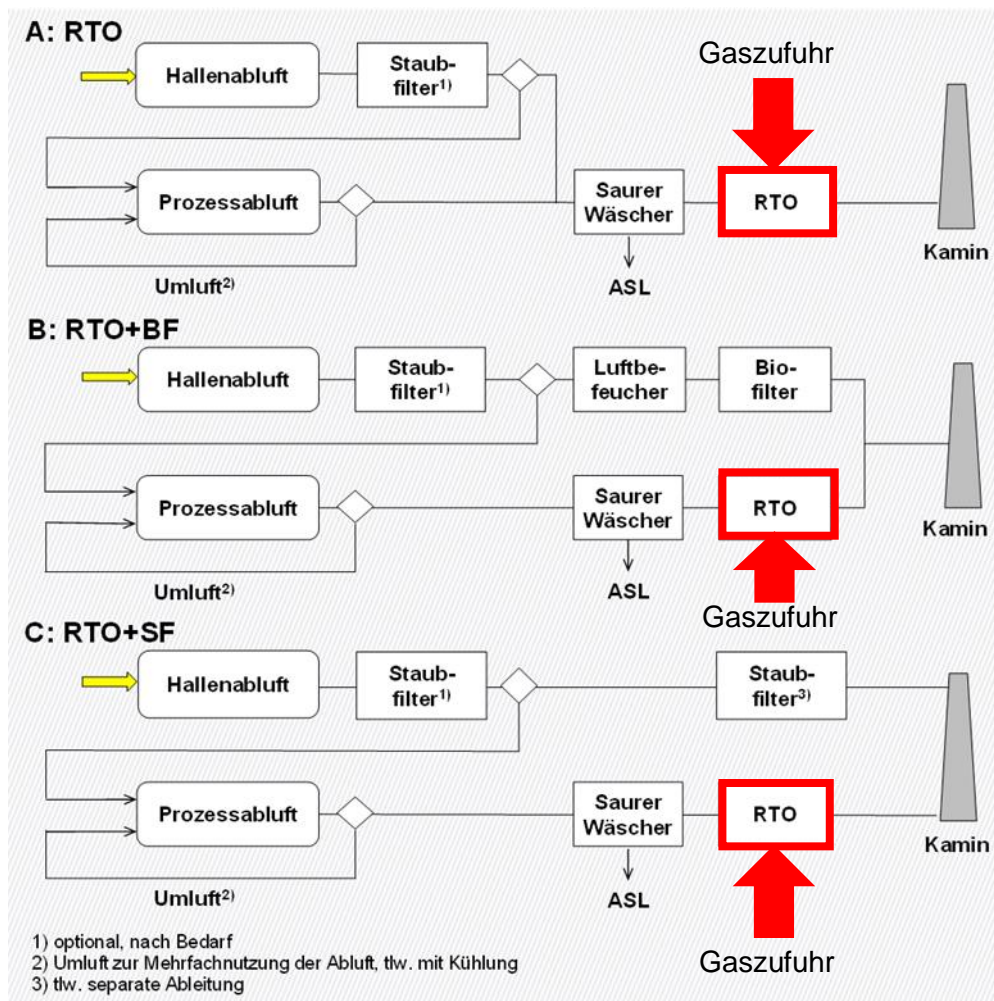 A: RTO
Gaszufuhr
Hallenabluft
Staub-
filter1)
Prozessabluft
Saurer
Wäscher
RTO
Kamin
Umluft2)
ASL
B: RTO+BF
Hallenabluft
Staub-
filter1)
Luftbe-
feucher
Bio-
filter
Prozessabluft
Saurer
Wäscher
RTO
Kamin
Umluft2)
ASL
Gaszufuhr
C: RTO+SF
Hallenabluft
Staub-
filter1)
Staub-
filter3)
Prozessabluft
Saurer
Wäscher
RTO
Kamin
Umluft2)
ASL
1) optional, nach Bedarf
2) Umluft zur Mehrfachnutzung der Abluft, tlw. mit Kühlung
3) tlw. separate Ableitung
Gaszufuhr